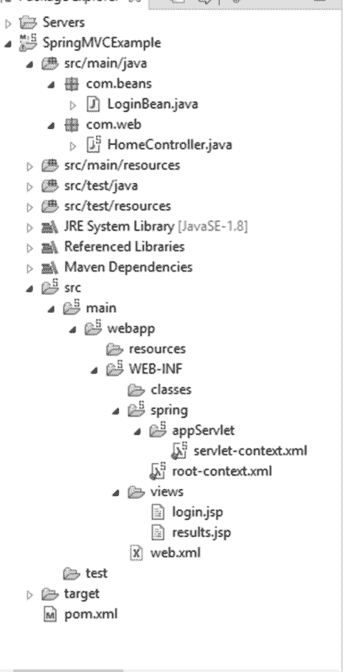 Servers
SpringMVCExample
src/main/java
com.beans
LoginBean.java
com.web
HomeController.java
src/main/resources
src/test/java
src/test/resources
JRE System Library [JavaSE-1.8]
Referenced Libraries
Maven Dependencies
src
main
webapp
resources
WEB-INF
classes
spring
appServlet
servlet-context.xml
root-context.xml
views
login.jsp
results.jsp
web.xml
test
target
pom.xml